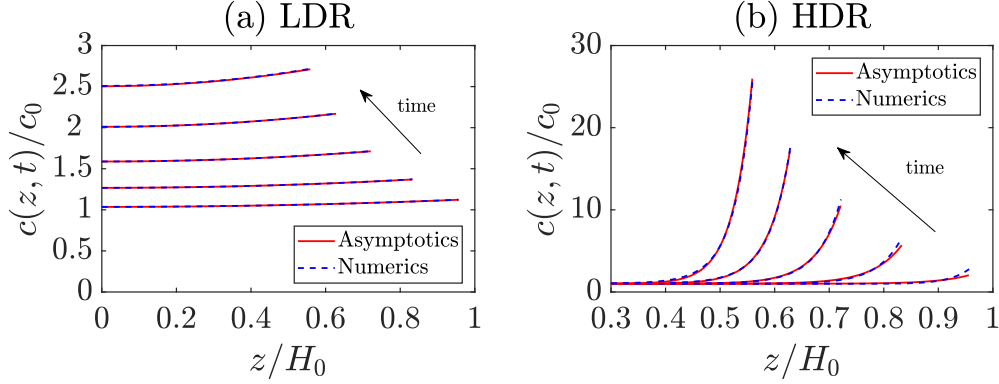 (a) LDR
3
2.5
2
1.5
1
0.5
0
c(z, t)/c₀
time
Asymptotics
Numerics
0 0.2 0.4 0.6 0.8 1
z/H₀
(b) HDR
30
20
10
0
c(z, t)/c₀
Asymptotics
Numerics
time
0.3 0.4 0.5 0.6 0.7 0.8 0.9 1
z/H₀